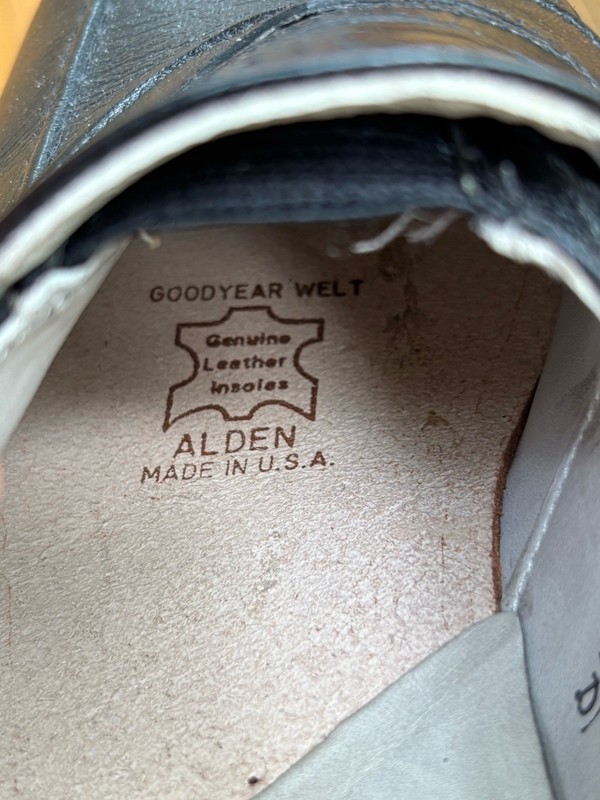 GOODYEAR WELT
Genuine
Leather
Insoles
ALDEN
MADE IN U.S.A.